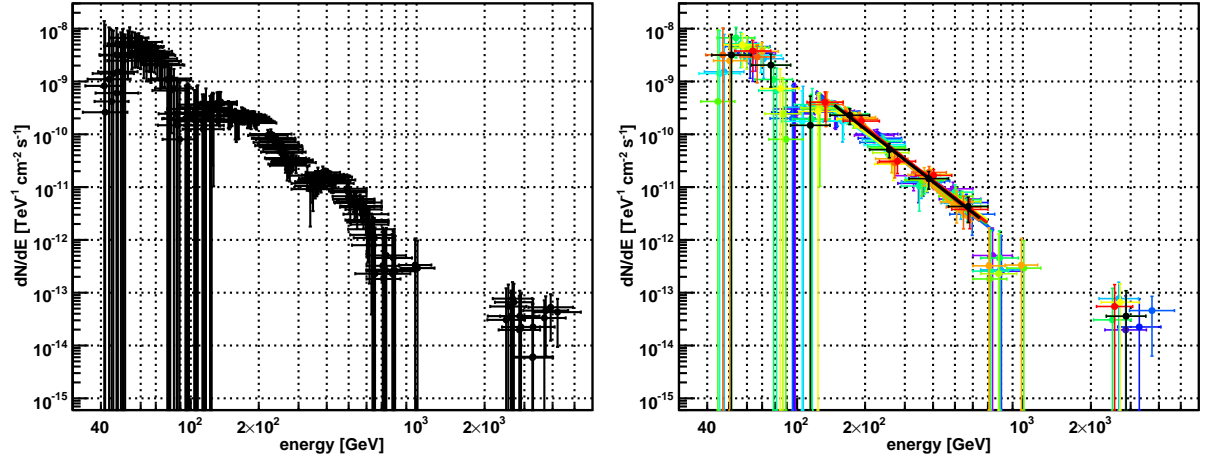 dN/dE [TeV⁻¹ cm⁻² s⁻¹]
10⁻⁸
10⁻⁹
10⁻¹⁰
10⁻¹¹
10⁻¹²
10⁻¹³
10⁻¹⁴
10⁻¹⁵
40 10² 2×10² 10³ 2×10³
energy [GeV]
dN/dE [TeV⁻¹ cm⁻² s⁻¹]
10⁻⁸
10⁻⁹
10⁻¹⁰
10⁻¹¹
10⁻¹²
10⁻¹³
10⁻¹⁴
10⁻¹⁵
40 10² 2×10² 10³ 2×10³
energy [GeV]